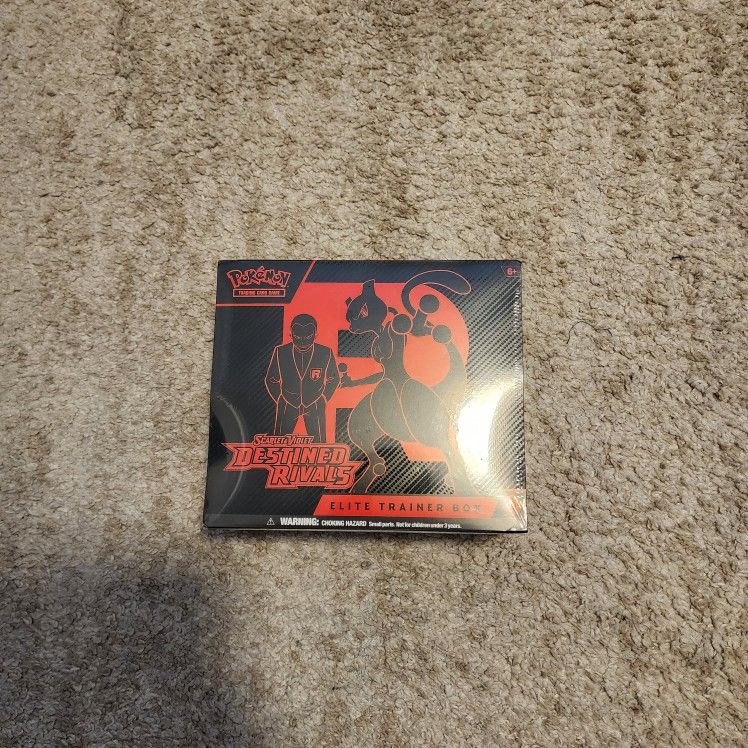 POKéMON
TRADING CARD GAME
6+
R
SCARLET & VIOLET
DESTINED
RIVALS
ELITE TRAINER BOX
⚠ WARNING: CHOKING HAZARD Small parts. Not for children under 3 years.